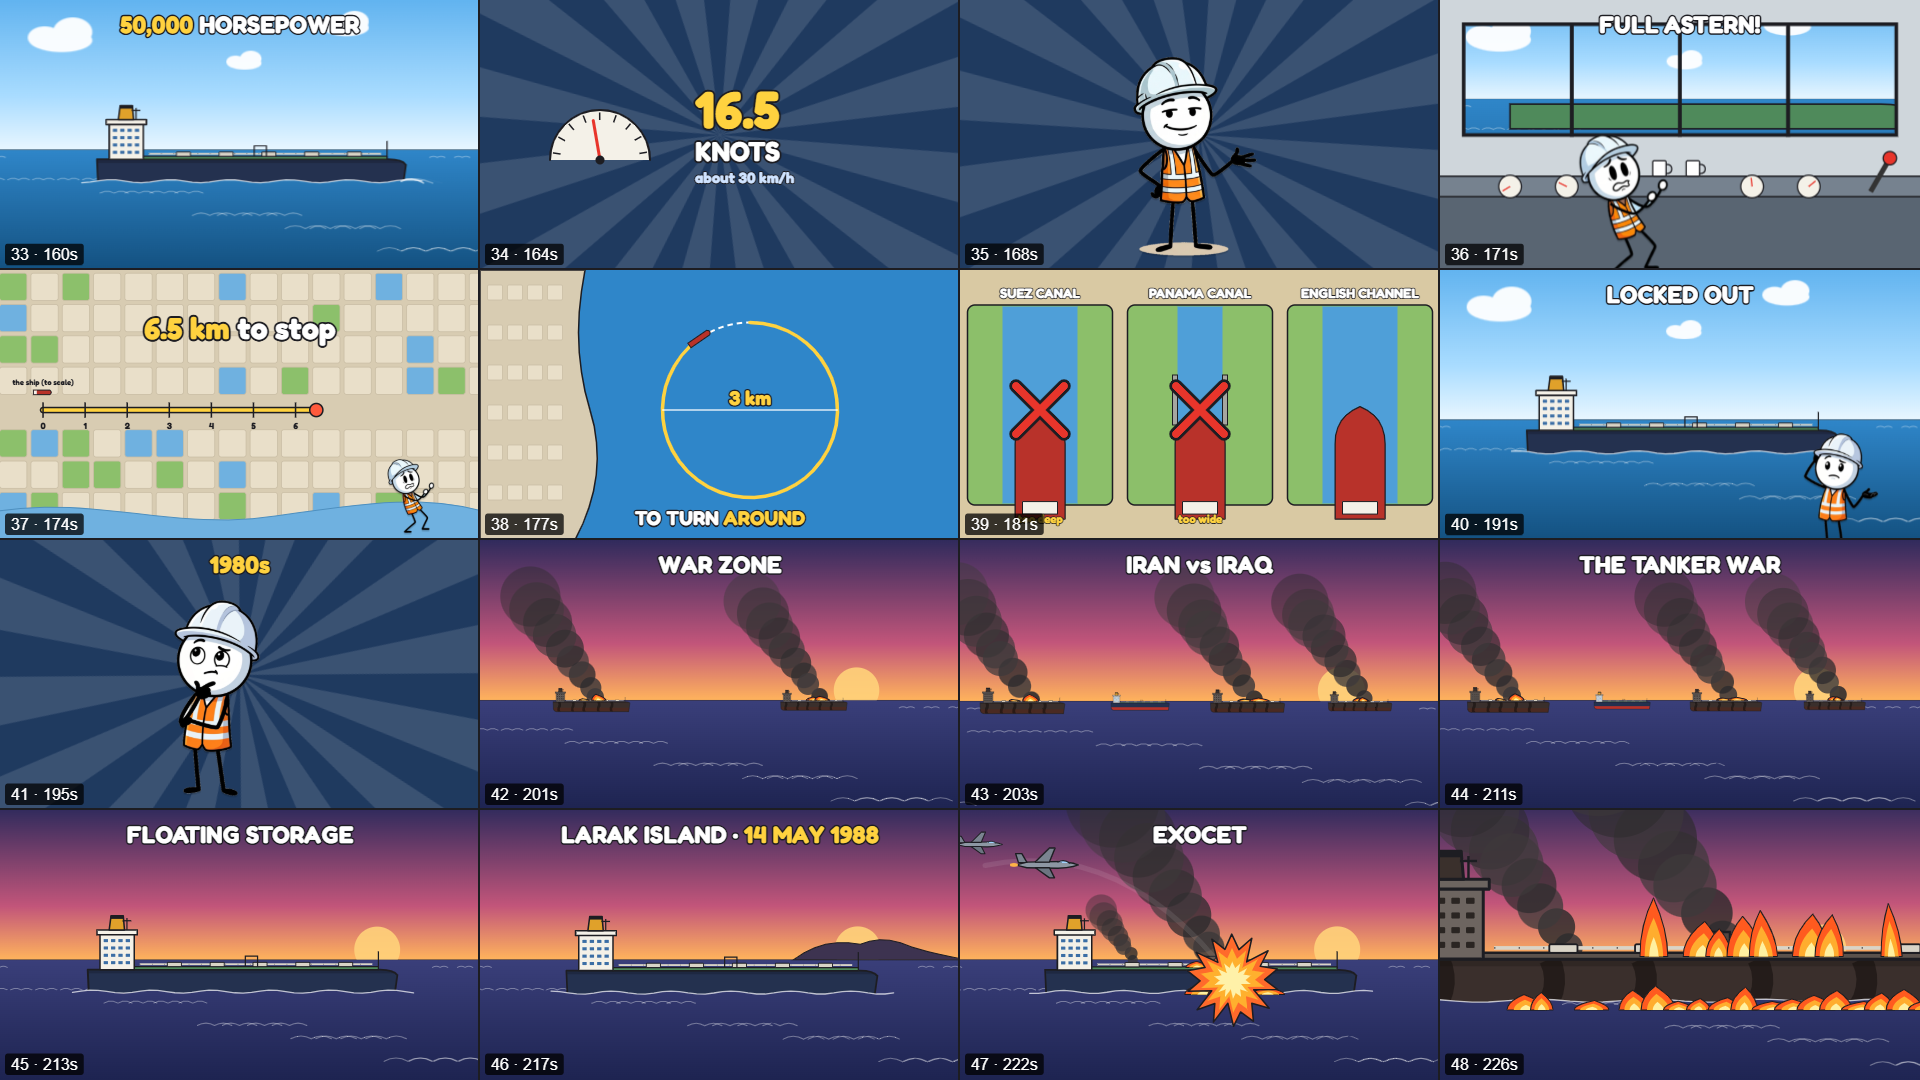 50,000 HORSEPOWER
33 · 160s
16.5
KNOTS
about 30 km/h
34 · 164s
35 · 168s
FULL ASTERN!
36 · 171s
6.5 km to stop
the ship (to scale)
0 1 2 3 4 5 6
37 · 174s
3 km
TO TURN AROUND
38 · 177s
SUEZ CANAL
PANAMA CANAL
ENGLISH CHANNEL
too wide
39 · 181s
LOCKED OUT
40 · 191s
1980s
41 · 195s
WAR ZONE
42 · 201s
IRAN vs IRAQ
43 · 203s
THE TANKER WAR
44 · 211s
FLOATING STORAGE
45 · 213s
LARAK ISLAND · 14 MAY 1988
46 · 217s
EXOCET
47 · 222s
48 · 226s